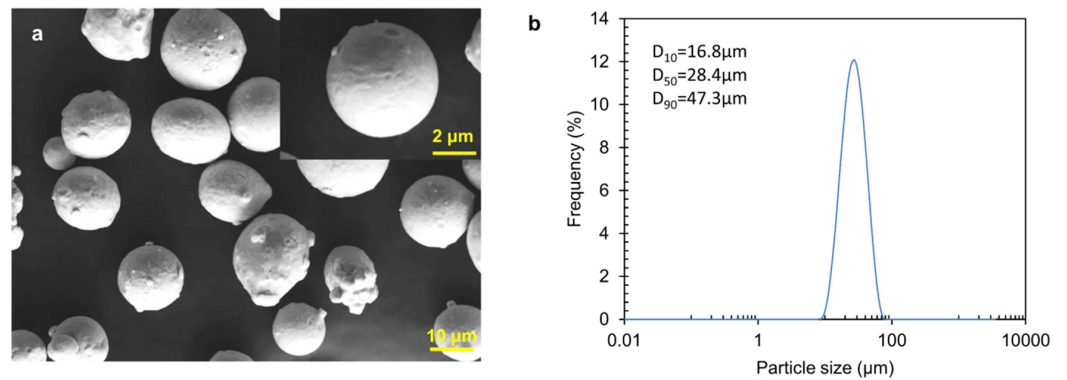 a
2 μm
10 μm
b
D₁₀=16.8μm
D₅₀=28.4μm
D₉₀=47.3μm
Frequency (%)
14
12
10
8
6
4
2
0
0.01
1
100
10000
Particle size (μm)